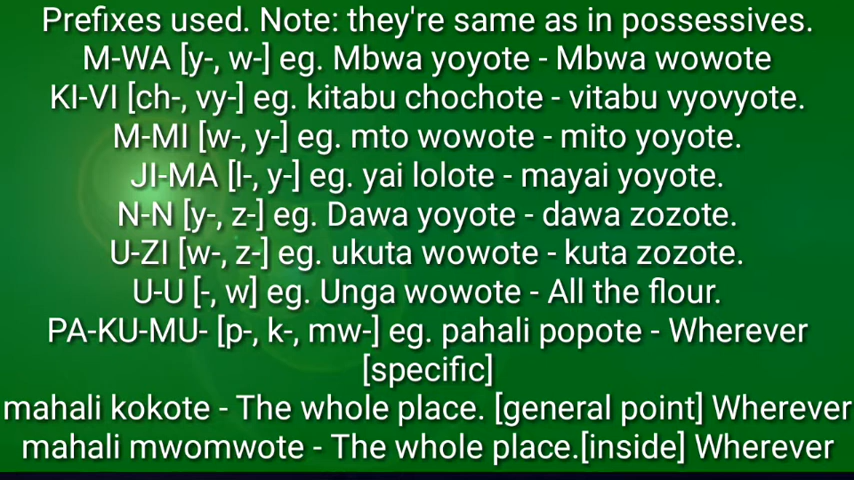 Prefixes used. Note: they're same as in possessives.
M-WA [y-, w-] eg. Mbwa yoyote - Mbwa wowote
KI-VI [ch-, vy-] eg. kitabu chochote - vitabu vyovyote.
M-MI [w-, y-] eg. mto wowote - mito yoyote.
JI-MA [l-, y-] eg. yai lolote - mayai yoyote.
N-N [y-, z-] eg. Dawa yoyote - dawa zozote.
U-ZI [w-, z-] eg. ukuta wowote - kuta zozote.
U-U [-, w] eg. Unga wowote - All the flour.
PA-KU-MU- [p-, k-, mw-] eg. pahali popote - Wherever
[specific]
mahali kokote - The whole place. [general point] Wherever
mahali mwomwote - The whole place.[inside] Wherever